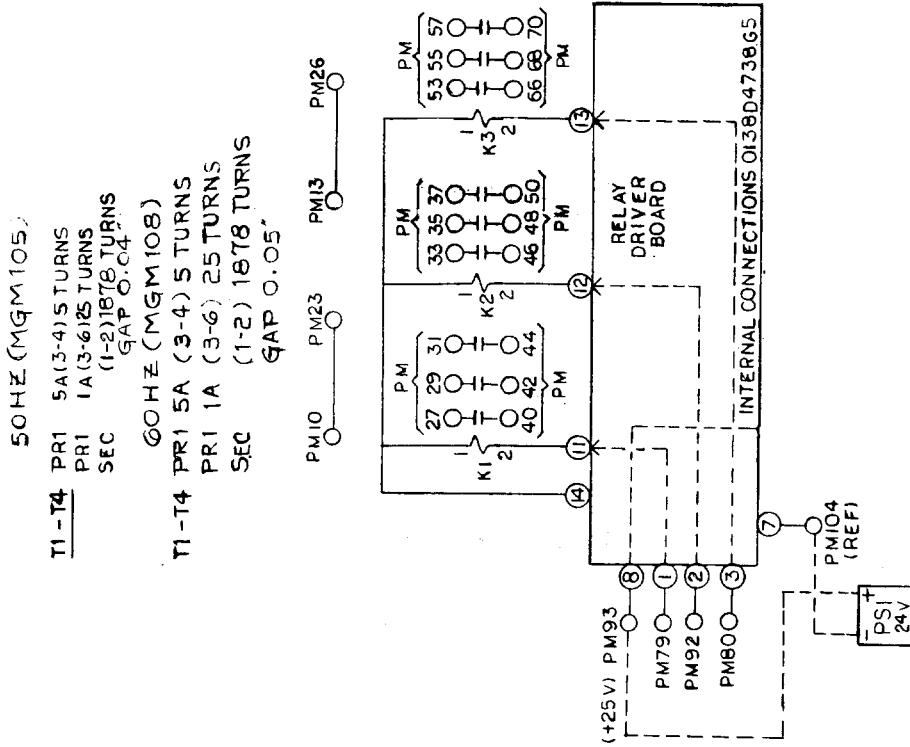 50HZ (MGM105)
T1-T4 PR1 5A (3-4) 5 TURNS
PR1 1A (3-6) 25 TURNS
SEC (1-2) 1878 TURNS
GAP 0.04"
60HZ (MGM108)
T1-T4 PR1 5A (3-4) 5 TURNS
PR1 1A (3-6) 25 TURNS
SEC (1-2) 1878 TURNS
GAP 0.05"
PM10 PM23 PM13 PM26
PM
27 29 31
40 42 44
PM
PM
33 35 37
46 48 50
PM
PM
53 55 57
66 68 70
PM
1 K1 2
1 K2 2
1 K3 2
14 11 12 13
RELAY
DRIVER
BOARD
INTERNAL CONNECTIONS 0138D4738G5
(+25V) PM93 8
PM79 1
PM92 2
PM80 3
7
PM104
(REF)
- +
PS1
24V